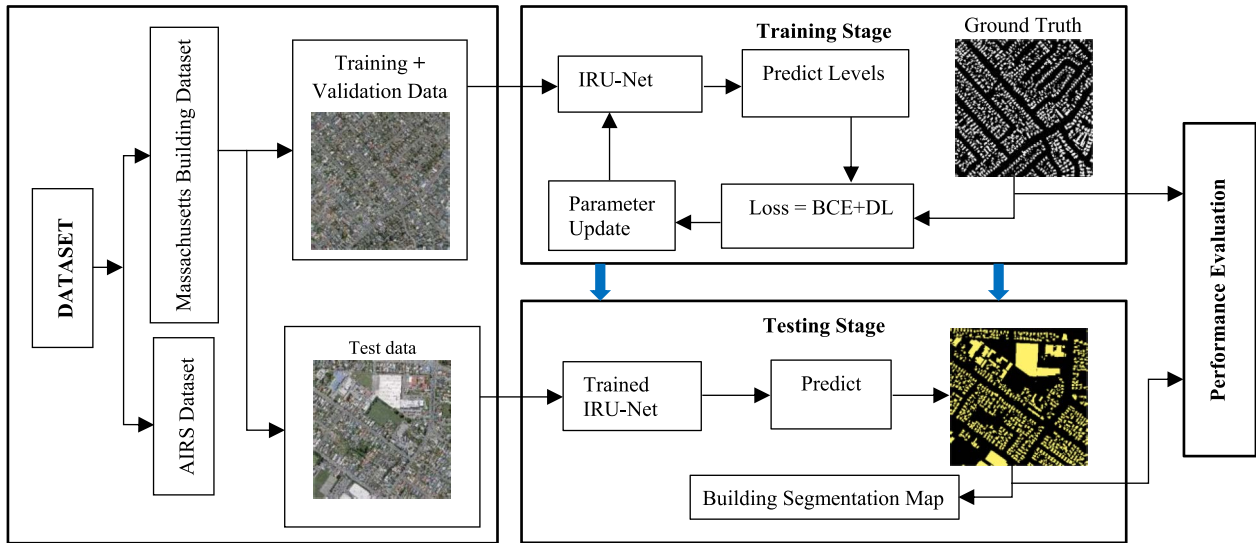 DATASET
Massachusetts Building Dataset
AIRS Dataset
Training +
Validation Data
Test data
Training Stage
IRU-Net
Predict Levels
Ground Truth
Parameter
Update
Loss = BCE+DL
Testing Stage
Trained
IRU-Net
Predict
Building Segmentation Map
Performance Evaluation